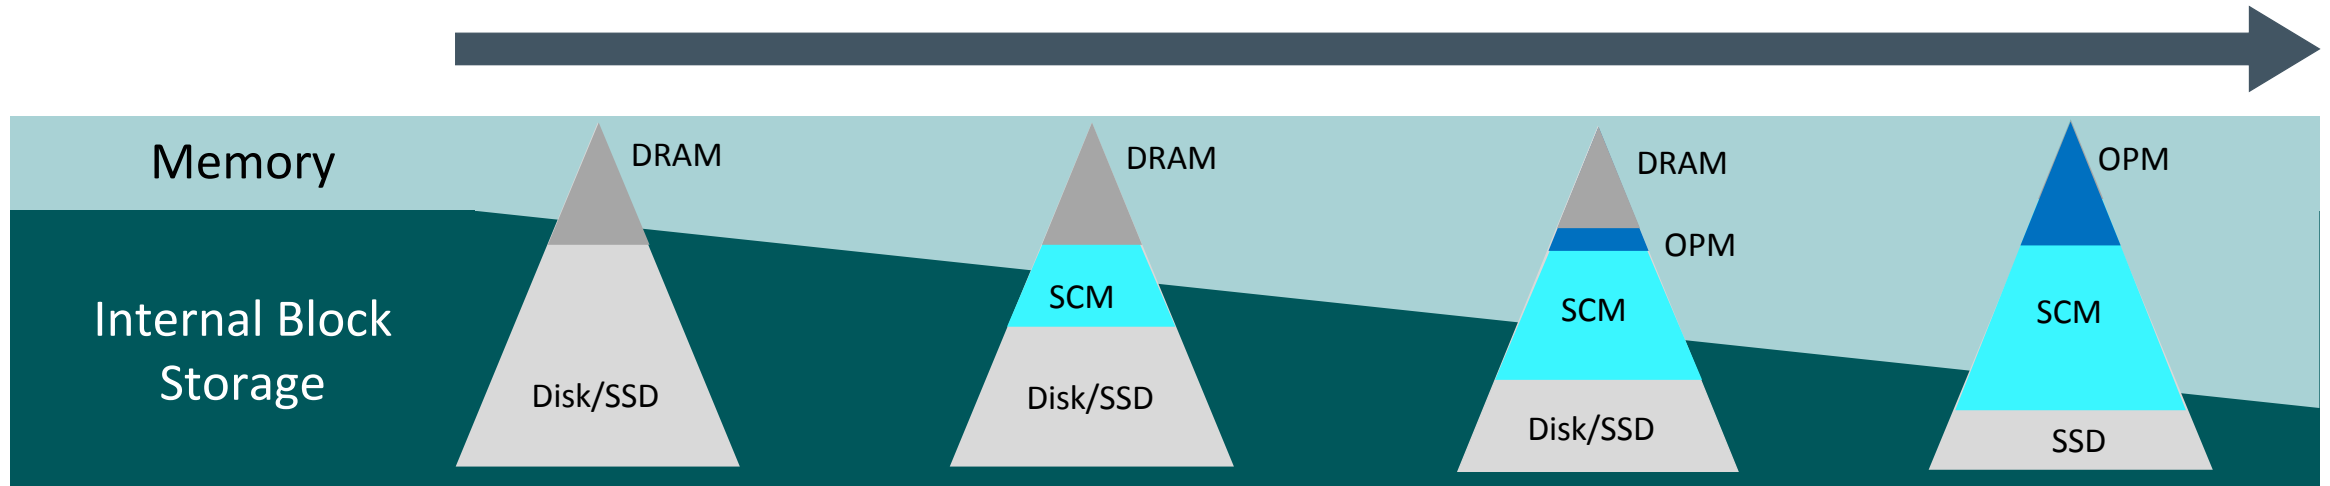 Memory
Internal Block
Storage
DRAM
Disk/SSD
DRAM
SCM
Disk/SSD
DRAM
OPM
SCM
Disk/SSD
OPM
SCM
SSD